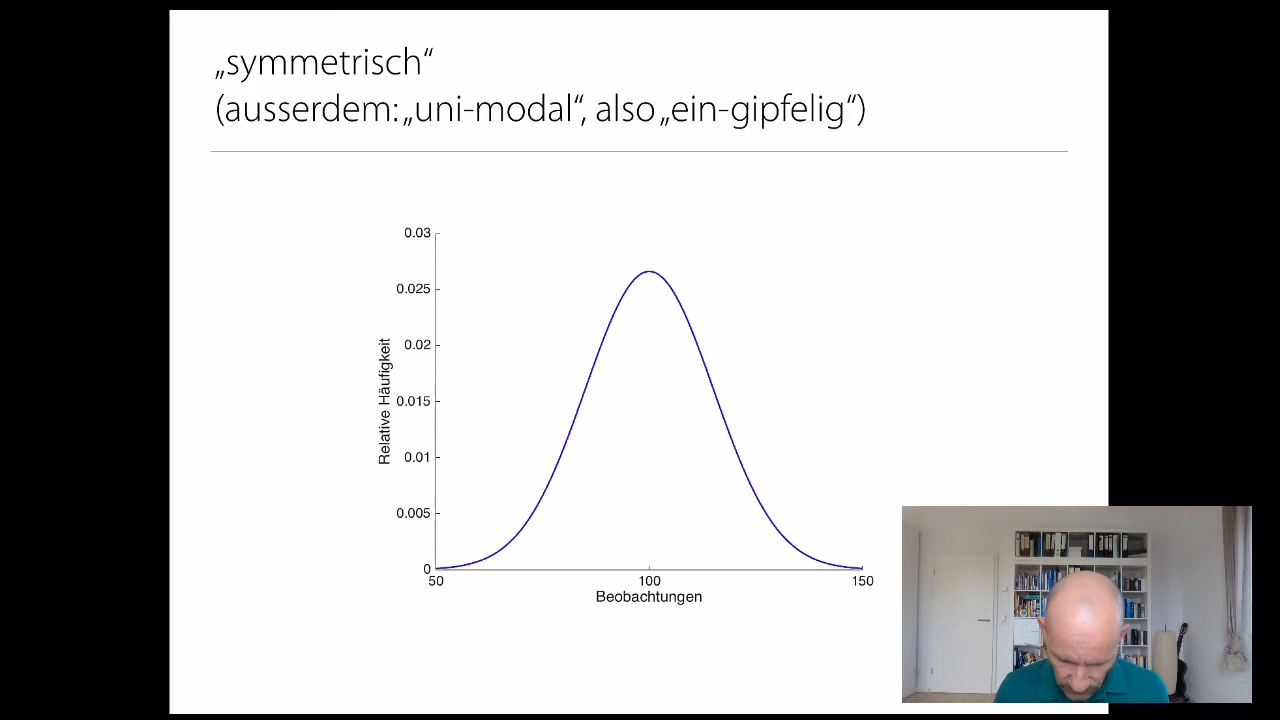 „symmetrisch“
(ausserdem: „uni-modal“, also „ein-gipfelig“)
0.03
0.025
0.02
0.015
0.01
0.005
0
Relative Häufigkeit
50
100
150
Beobachtungen